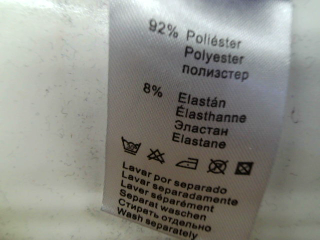 92% Poliéster
Polyester
полиэстер
8% Elastán
Élasthanne
Эластан
Elastane
Lavar por separado
Lavar separadamente
Laver séparément
Separat waschen
Стирать отдельно
Wash separately